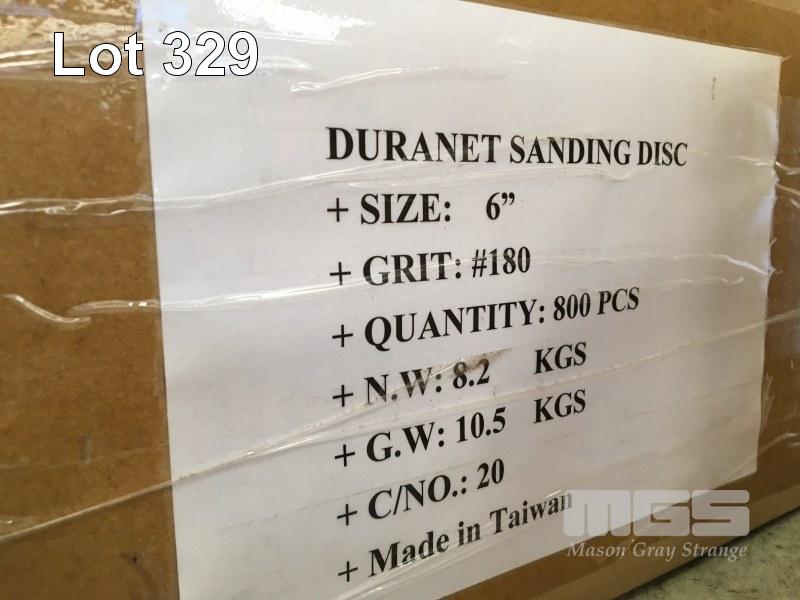 Lot 329
DURANET SANDING DISC
+ SIZE: 6”
+ GRIT: #180
+ QUANTITY: 800 PCS
+ N.W: 8.2 KGS
+ G.W: 10.5 KGS
+ C/NO.: 20
+ Made in Taiwan
MGS
Mason Gray Strange